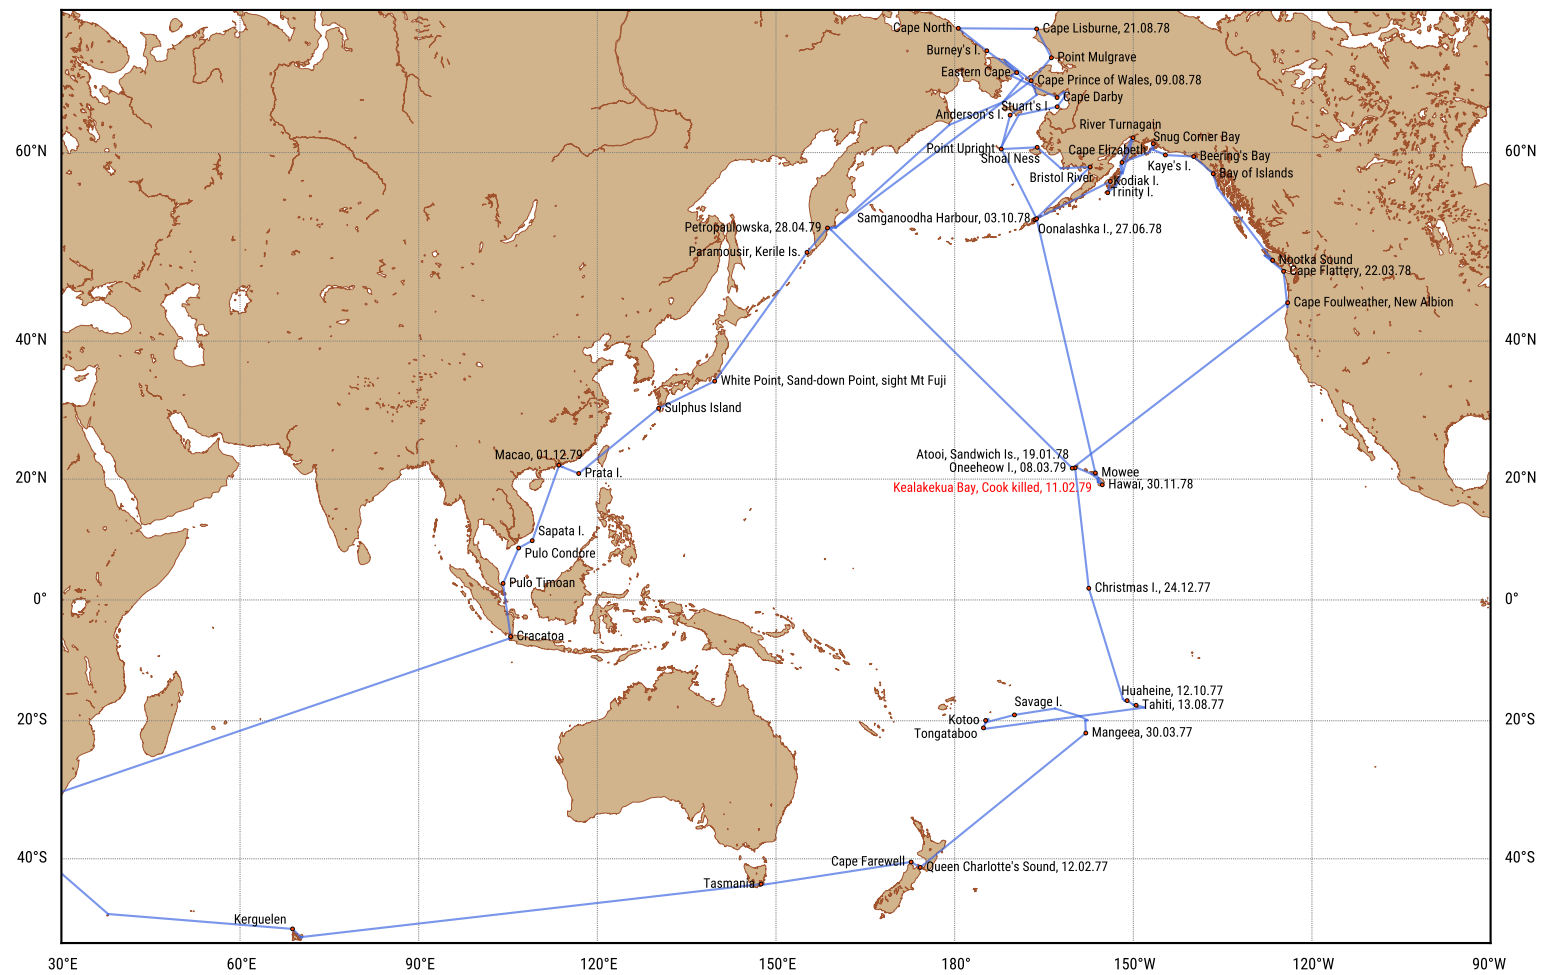 Cape North
Cape Lisburne, 21.08.78
Burney's I.
Point Mulgrave
Eastern Cape
Cape Prince of Wales, 09.08.78
Cape Darby
Stuart's I.
Anderson's I.
River Turnagain
Snug Corner Bay
60°N
Point Upright
Cape Elizabeth
Beering's Bay
60°N
Shoal Ness
Kaye's I.
Bay of Islands
Bristol River
Kodiak I.
Trinity I.
Samganoodha Harbour, 03.10.78
Petropaulowska, 28.04.79
Oonalashka I., 27.06.78
Paramousir, Kerile Is.
Nootka Sound
Cape Flattery, 22.03.78
Cape Foulweather, New Albion
40°N
40°N
White Point, Sand-down Point, sight Mt Fuji
Sulphus Island
Macao, 01.12.79
Atooi, Sandwich Is., 19.01.78
Oneeheow I., 08.03.79
Prata I.
Mowee
20°N
Hawai, 30.11.78
20°N
Kealakekua Bay, Cook killed, 11.02.79
Sapata I.
Pulo Condore
Pulo Timoan
Christmas I., 24.12.77
0°
0°
Cracatoa
Huaheine, 12.10.77
Savage I.
Tahiti, 13.08.77
20°S
Kotoo
20°S
Tongataboo
Mangeea, 30.03.77
40°S
Cape Farewell
Queen Charlotte's Sound, 12.02.77
40°S
Tasmania
Kerguelen
30°E
60°E
90°E
120°E
150°E
180°
150°W
120°W
90°W